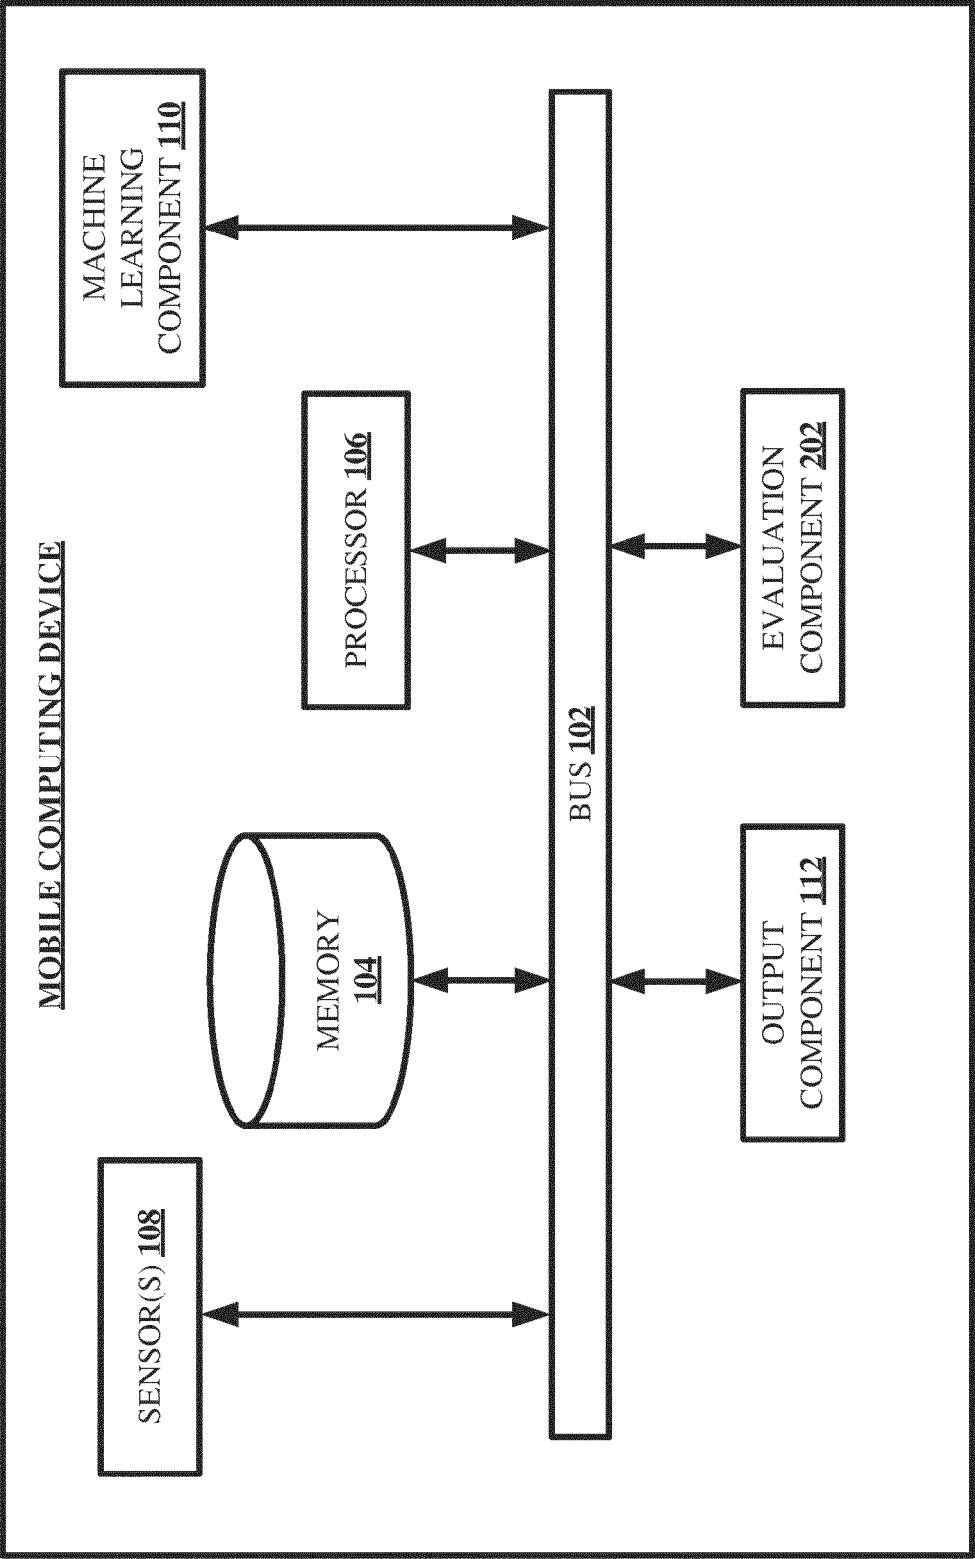 MOBILE COMPUTING DEVICE
SENSOR(S) 108
MEMORY
104
PROCESSOR 106
MACHINE
LEARNING
COMPONENT 110
BUS 102
OUTPUT
COMPONENT 112
EVALUATION
COMPONENT 202